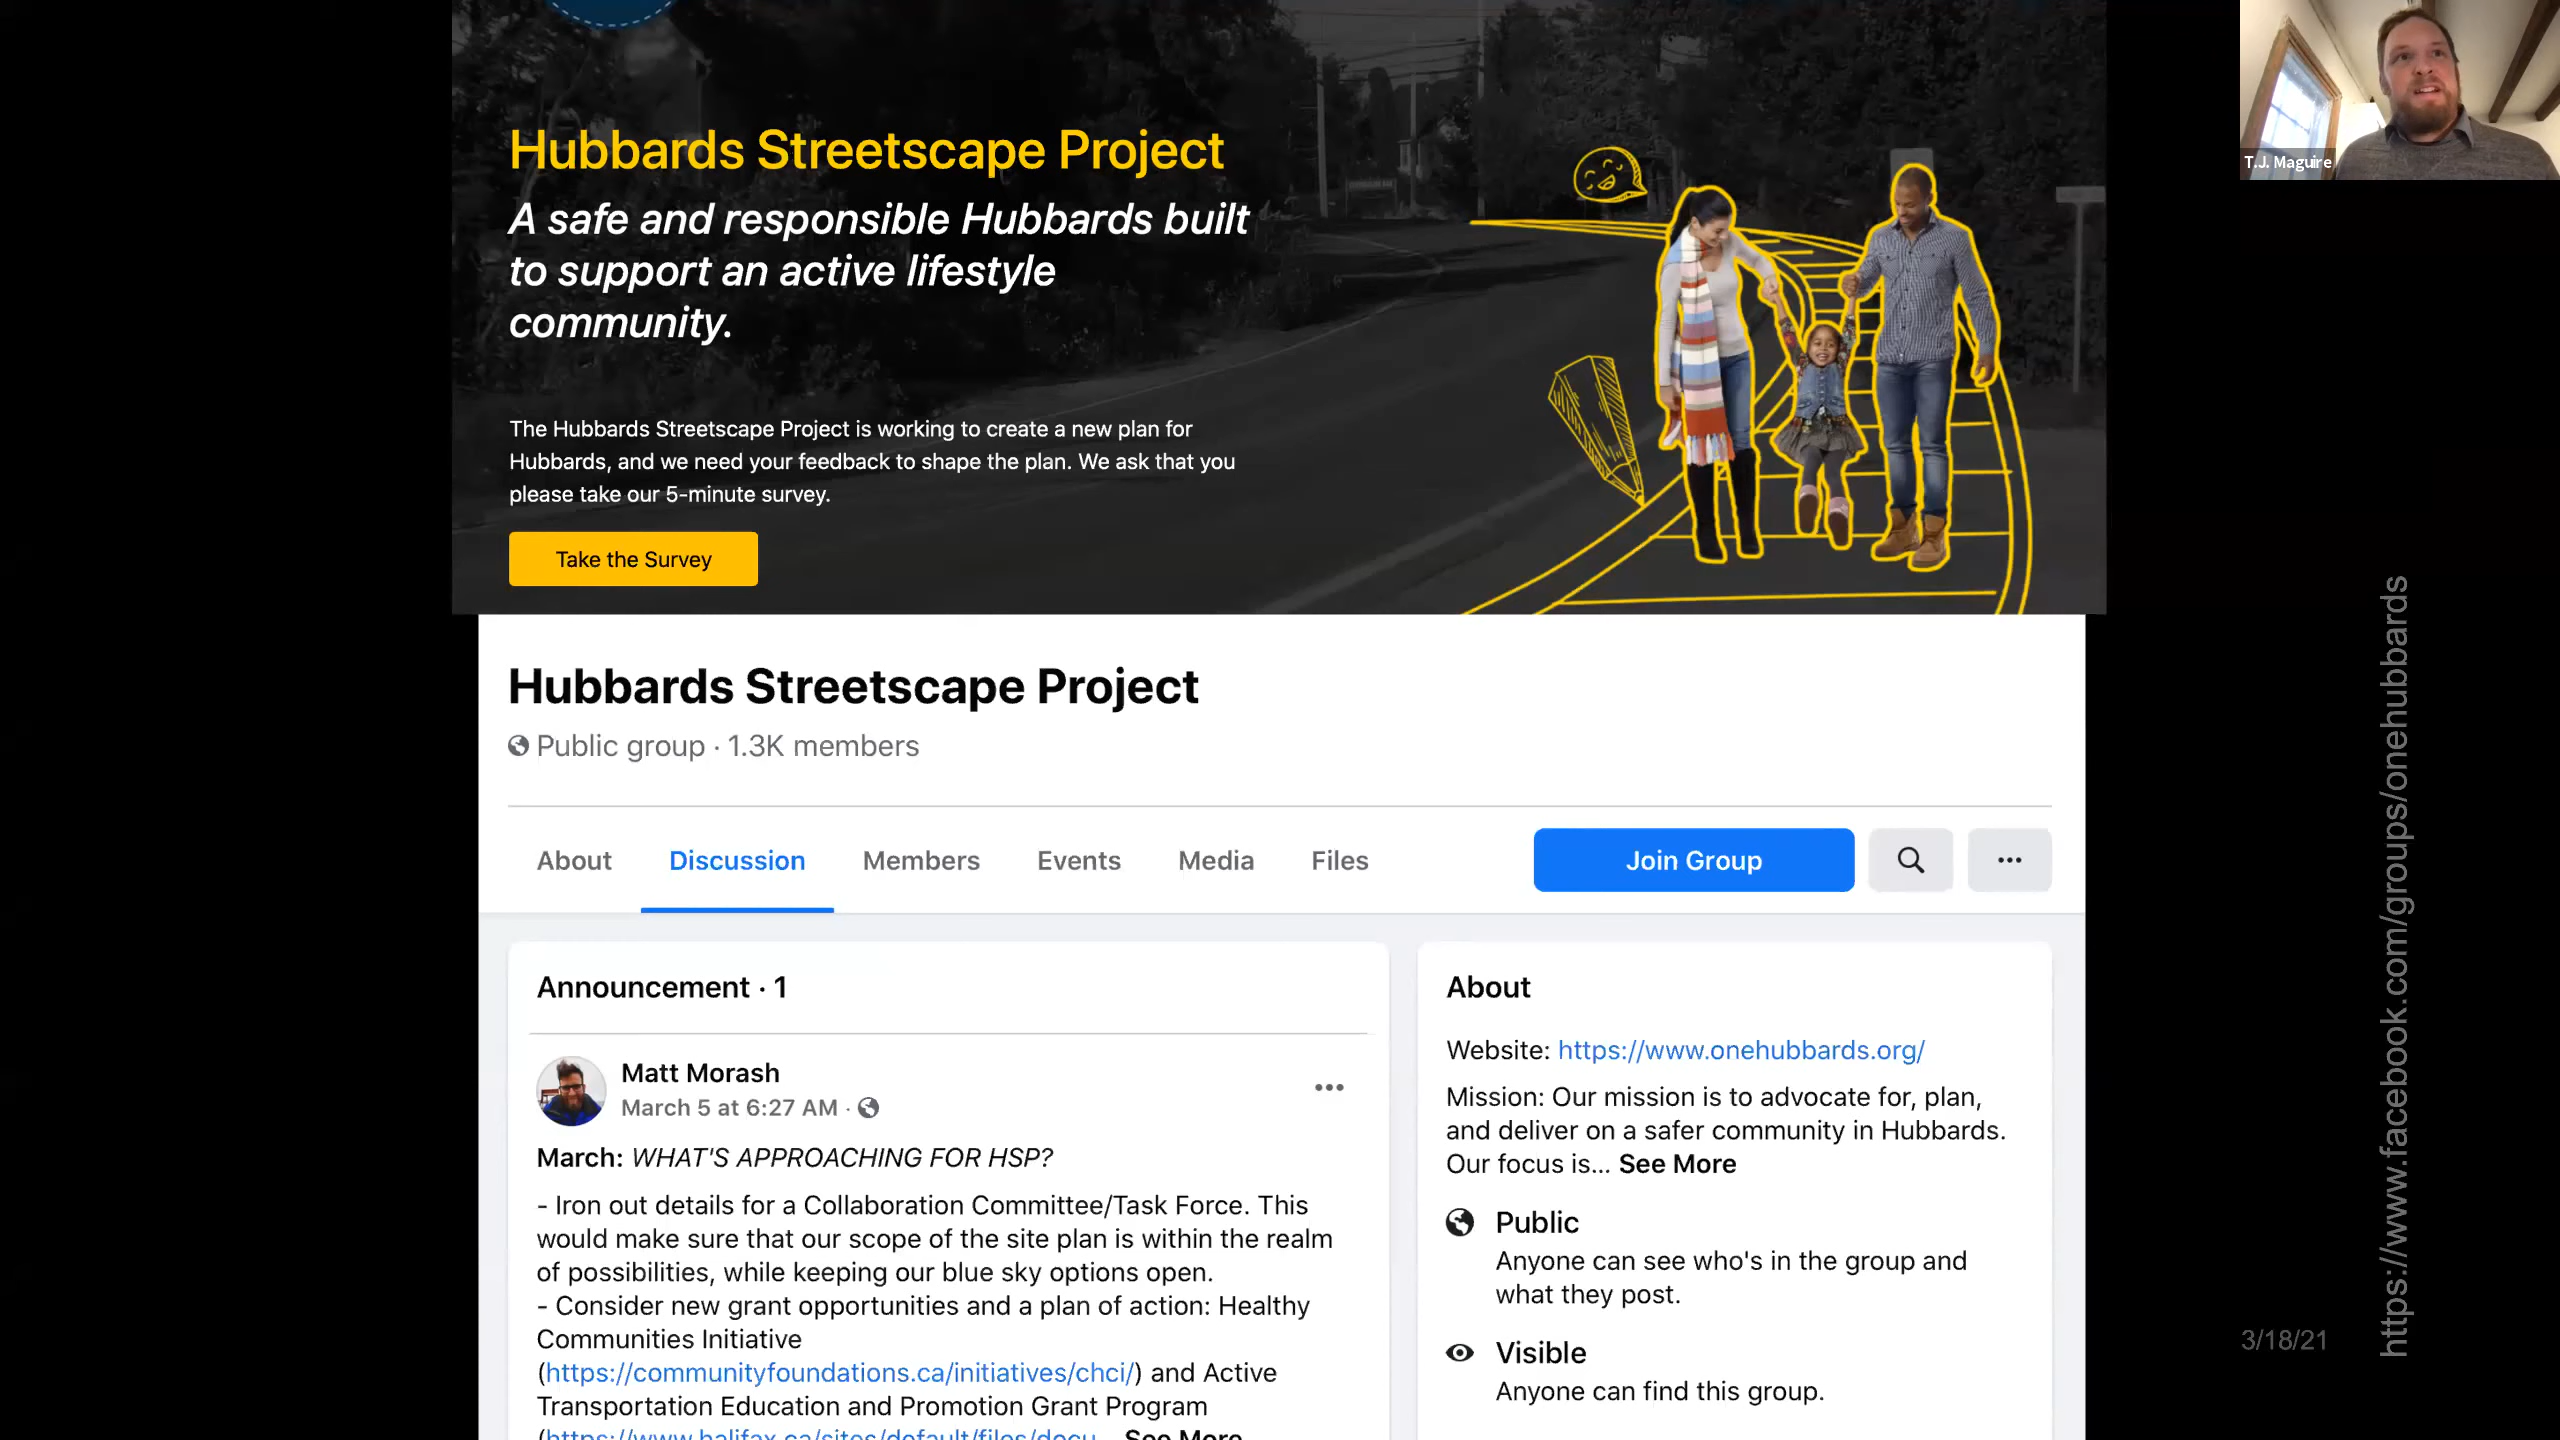 Hubbards Streetscape Project
A safe and responsible Hubbards built
to support an active lifestyle
community.
The Hubbards Streetscape Project is working to create a new plan for
Hubbards, and we need your feedback to shape the plan. We ask that you
please take our 5-minute survey.
Take the Survey
T.J. Maguire
Hubbards Streetscape Project
Public group · 1.3K members
About
Discussion
Members
Events
Media
Files
Join Group
Announcement · 1
Matt Morash
March 5 at 6:27 AM ·
March: WHAT'S APPROACHING FOR HSP?
- Iron out details for a Collaboration Committee/Task Force. This
would make sure that our scope of the site plan is within the realm
of possibilities, while keeping our blue sky options open.
- Consider new grant opportunities and a plan of action: Healthy
Communities Initiative
(https://communityfoundations.ca/initiatives/chci/) and Active
Transportation Education and Promotion Grant Program
(https://www.halifax.ca/sites/default/files/docu... See More
About
Website: https://www.onehubbards.org/
Mission: Our mission is to advocate for, plan,
and deliver on a safer community in Hubbards.
Our focus is... See More
Public
Anyone can see who's in the group and
what they post.
Visible
Anyone can find this group.
3/18/21
https://www.facebook.com/groups/onehubbards